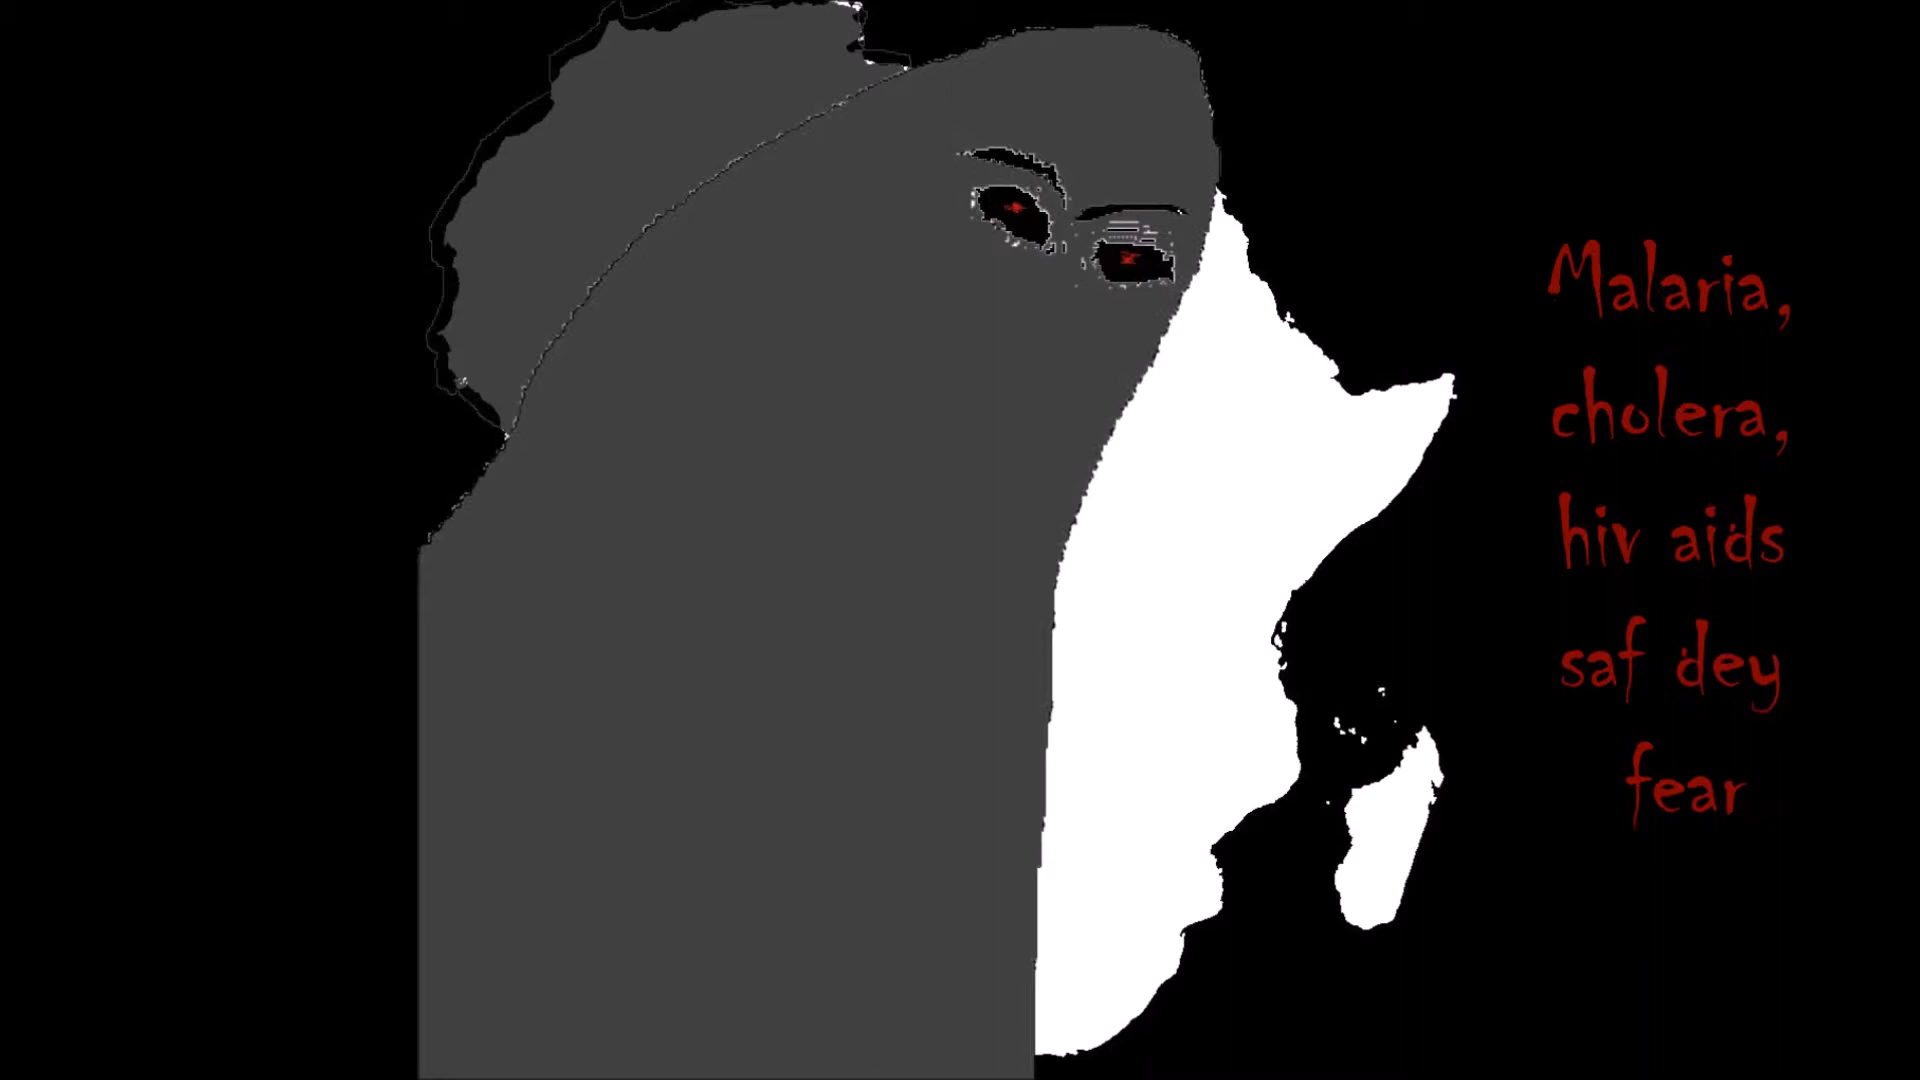 Malaria,
cholera,
hiv aids
saf dey
fear